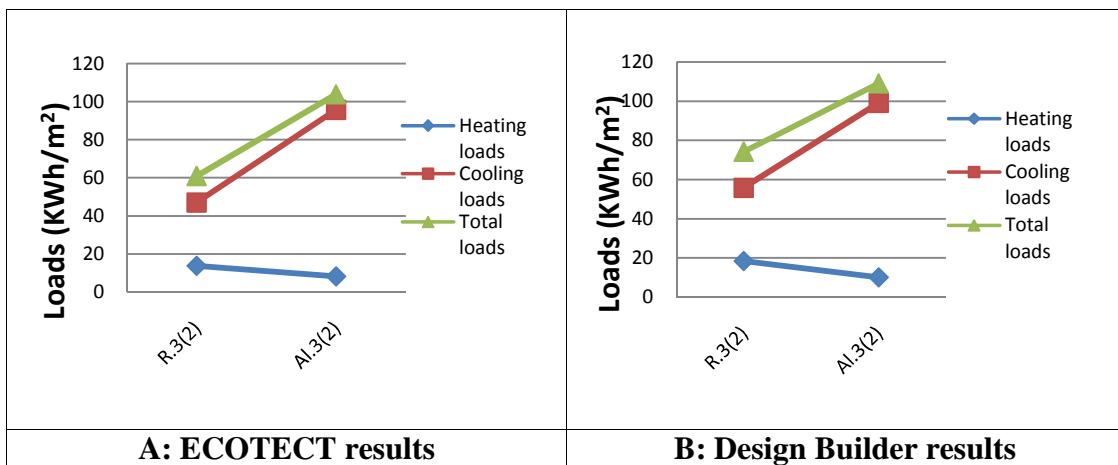 Loads (KWh/m²)
120
100
80
60
40
20
0
R.3(2)
Al.3(2)
Heating
loads
Cooling
loads
Total
loads
A: ECOTECT results
Loads (KWh/m²)
120
100
80
60
40
20
0
R.3(2)
Al.3(2)
Heating
loads
Cooling
loads
Total
loads
B: Design Builder results